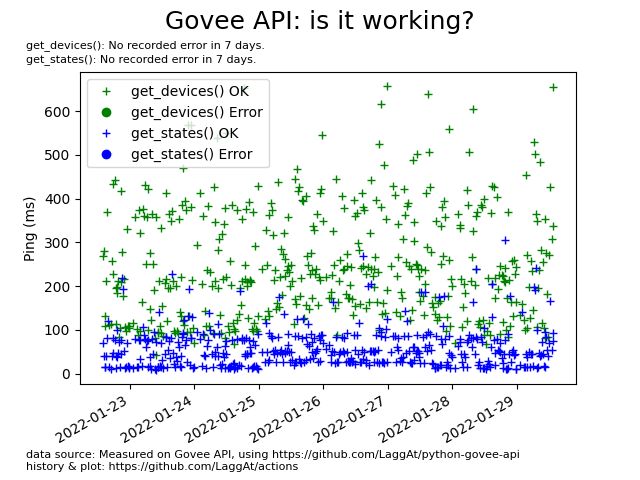 Govee API: is it working?
get_devices(): No recorded error in 7 days.
get_states(): No recorded error in 7 days.
get_devices() OK
get_devices() Error
get_states() OK
get_states() Error
Ping (ms)
600
500
400
300
200
100
0
2022-01-23
2022-01-24
2022-01-25
2022-01-26
2022-01-27
2022-01-28
2022-01-29
data source: Measured on Govee API, using https://github.com/LaggAt/python-govee-api
history & plot: https://github.com/LaggAt/actions